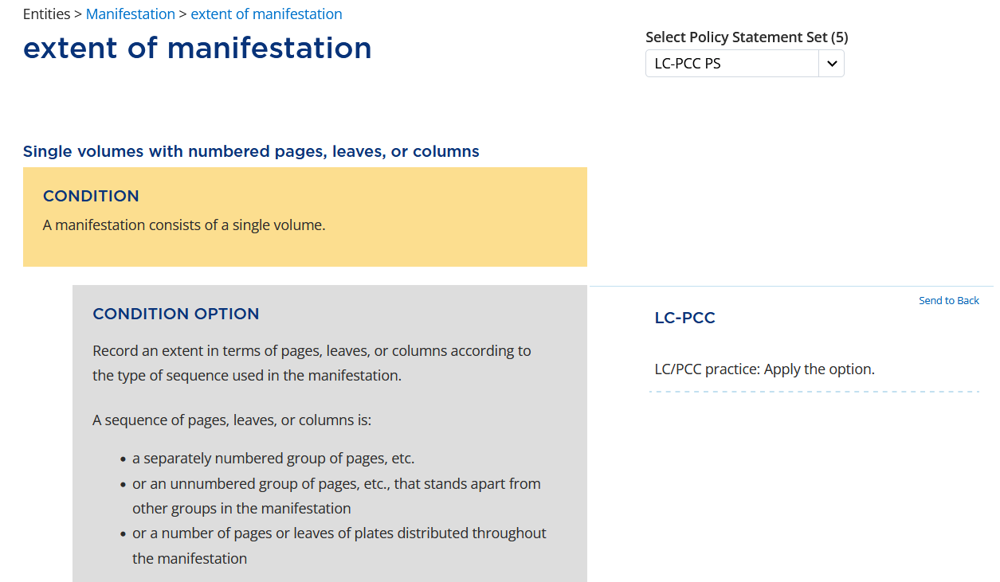 Entities > Manifestation > extent of manifestation
extent of manifestation
Select Policy Statement Set (5)
LC-PCC PS
Single volumes with numbered pages, leaves, or columns
CONDITION
A manifestation consists of a single volume.
CONDITION OPTION
Record an extent in terms of pages, leaves, or columns according to
the type of sequence used in the manifestation.
A sequence of pages, leaves, or columns is:
• a separately numbered group of pages, etc.
• or an unnumbered group of pages, etc., that stands apart from
other groups in the manifestation
• or a number of pages or leaves of plates distributed throughout
the manifestation
Send to Back
LC-PCC
LC/PCC practice: Apply the option.